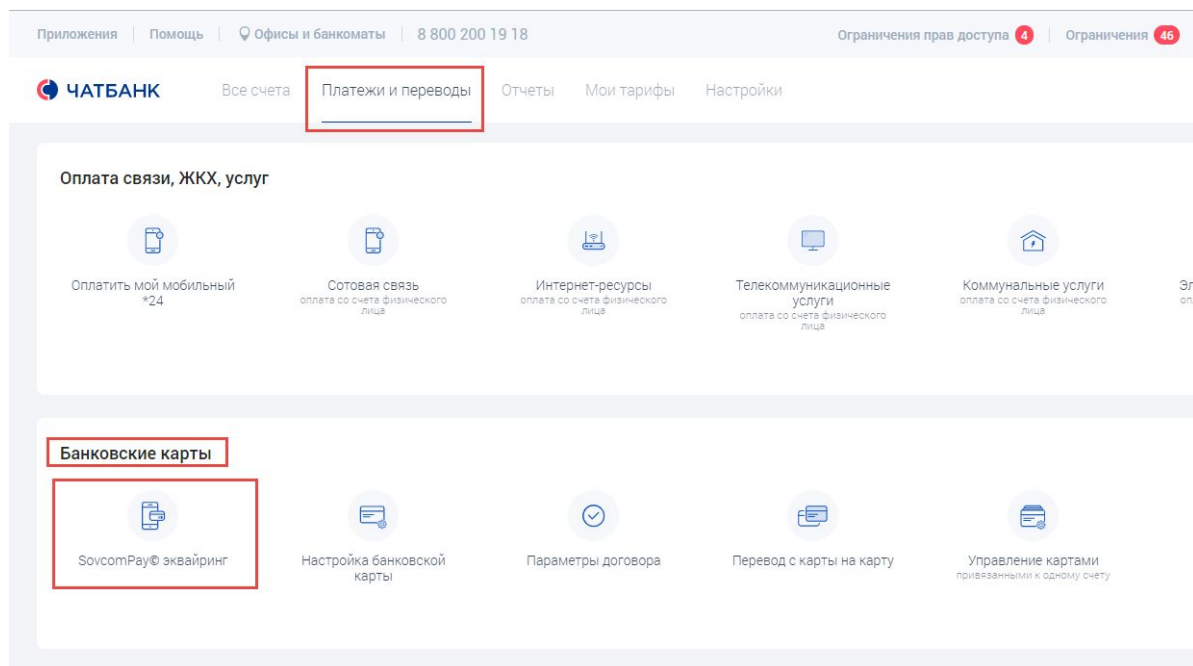 Приложения Помощь Офисы и банкоматы 8 800 200 19 18 Ограничения прав доступа 4 Ограничения 46
ЧАТБАНК Все счета Платежи и переводы Отчеты Мои тарифы Настройки
Оплата связи, ЖКХ, услуг
Оплатить мой мобильный
*24
Сотовая связь
оплата со счета физического
лица
Интернет-ресурсы
оплата со счета физического
лица
Телекоммуникационные
услуги
оплата со счета физического
лица
Коммунальные услуги
оплата со счета физического
лица
Эл
оп
Банковские карты
SovcomPay© эквайринг
Настройка банковской
карты
Параметры договора
Перевод с карты на карту
Управление картами
привязанными к одному счету